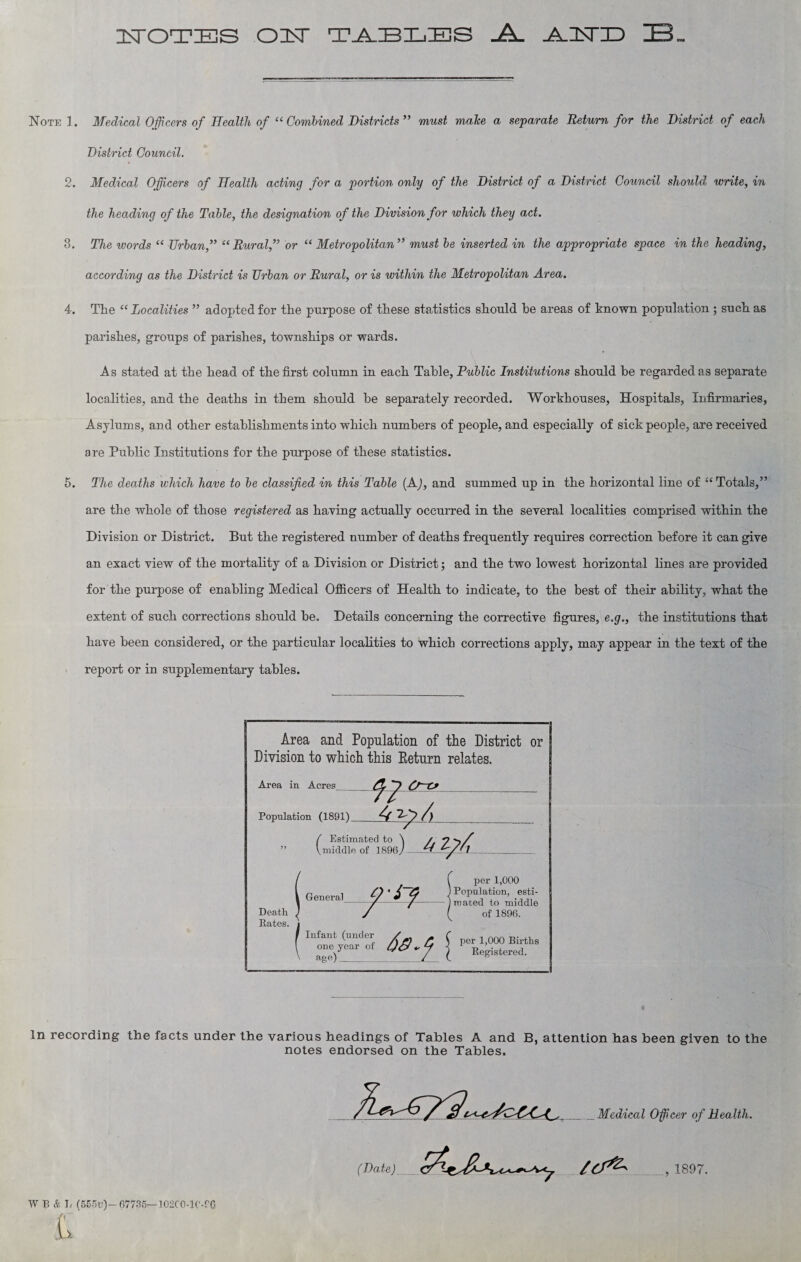 NOTES ON TABLES A AND B.
NOTE 1. Medical Officers of Health of “Combined Districts” must make a separate Return for the District of each
District Council.
2. Medical Officers of Health acting for a portion only of the District of a District Council should write, in
the heading of the Table, the designation of the Division for which they act.
3. The words “Urban,” “Rural,” or “Metropolitan” must be inserted in the appropriate space in the heading,
according as the District is Urban or Rural, or is within the Metropolitan Area.
4. The “Localities” adopted for the purpose of these statistics should be areas of known population; such as
parishes, groups of parishes, townships or wards.
As stated at the head of the first column in each Table, Public Institutions should be regarded as separate
localities, and the deaths in them should be separately recorded. Workhouses, Hospitals, Infirmaries,
Asylums, and other establishments into which numbers of people, and especially of sick people, are received
are Public Institutions for the purpose of these statistics.
5. The deaths which have to be classified in this Table (A), and summed up in the horizontal line of “Totals,”
are the whole of those registered as having actually occurred in the several localities comprised within the
Division or District. But the registered number of deaths frequently requires correction before it can give
an exact view of the mortality of a Division or District; and the two lowest horizontal lines are provided
for the purpose of enabling Medical Officers of Health to indicate, to the best of their ability, what the
extent of such corrections should be. Details concerning the corrective figures, e.g., the institutions that
have been considered, or the particular localities to which corrections apply, may appear in the text of the
report or in supplementary tables.
Area and Population of the District or
Division to which this Return relates.
Area in Acres
Population (1891) 4271
” (Estimated to middle of 1896) 4271
Death Rates. General 9.59 per 1,000 Population, estimated to middle of 1896.
Infant (under one year of age) 48.9 per 1,000 Births Registered.
In recording the facts under the various headings of Tables A and B, attention has been given to the
notes endorsed on the Tables.
Medical Officer of Health.
(Date) February 10th, 1897.
W B & L (555v)—67735—10200-10-96